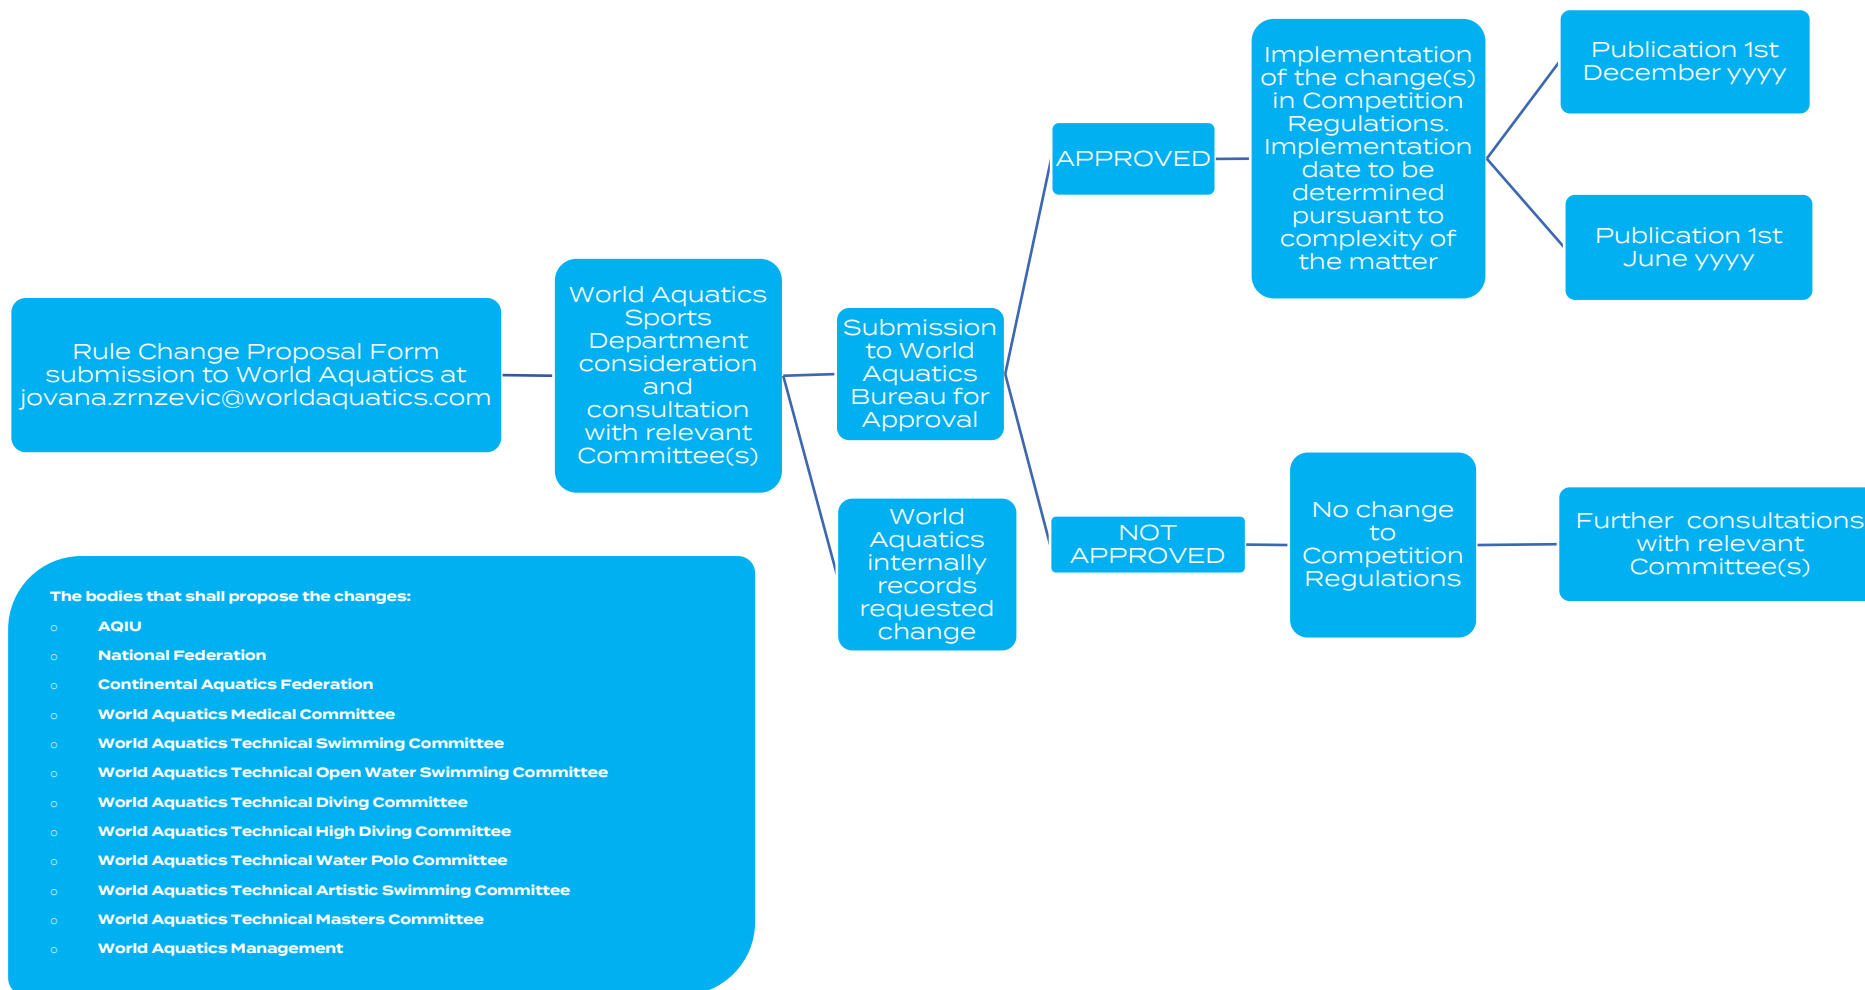 Rule Change Proposal Form
submission to World Aquatics at
jovana.zrnzevic@worldaquatics.com
World Aquatics
Sports
Department
consideration
and
consultation
with relevant
Committee(s)
Submission
to World
Aquatics
Bureau for
Approval
World
Aquatics
internally
records
requested
change
APPROVED
Implementation
of the change(s)
in Competition
Regulations.
Implementation
date to be
determined
pursuant to
complexity of
the matter
Publication 1st
December yyyy
Publication 1st
June yyyy
NOT
APPROVED
No change
to
Competition
Regulations
Further consultations
with relevant
Committee(s)
The bodies that shall propose the changes:
○ AQIU
○ National Federation
○ Continental Aquatics Federation
○ World Aquatics Medical Committee
○ World Aquatics Technical Swimming Committee
○ World Aquatics Technical Open Water Swimming Committee
○ World Aquatics Technical Diving Committee
○ World Aquatics Technical High Diving Committee
○ World Aquatics Technical Water Polo Committee
○ World Aquatics Technical Artistic Swimming Committee
○ World Aquatics Technical Masters Committee
○ World Aquatics Management